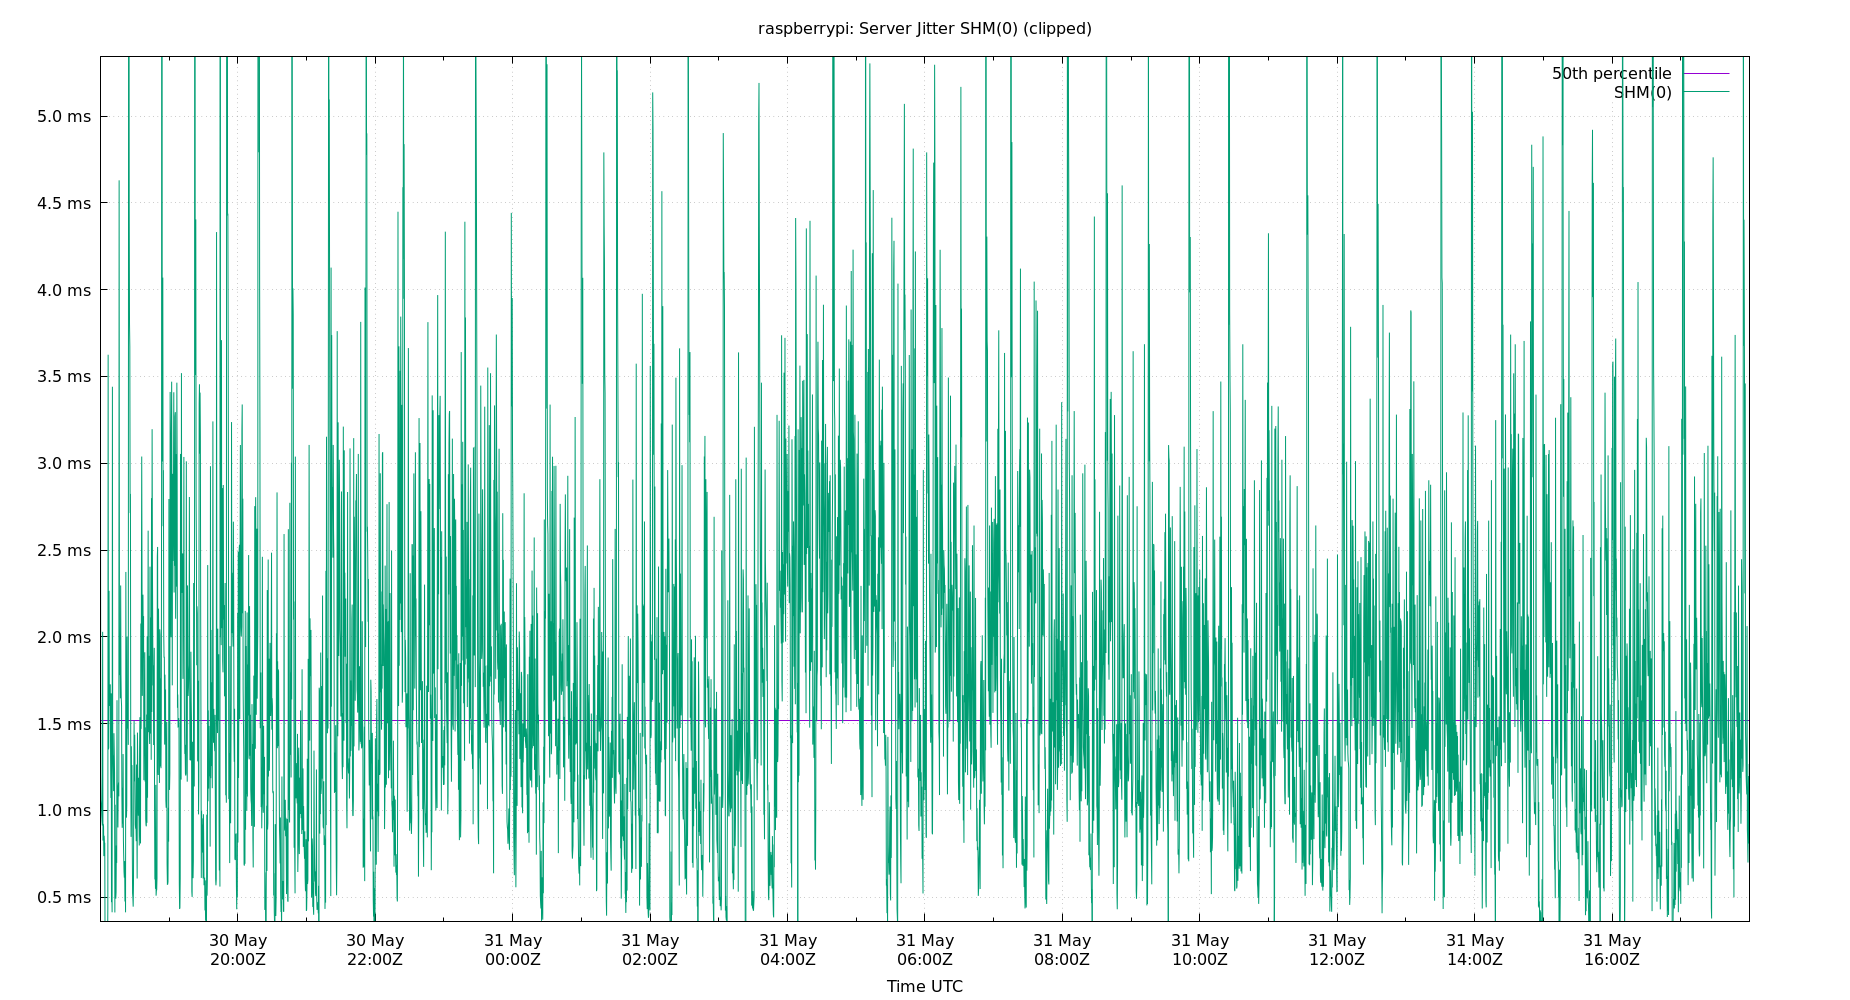 raspberrypi: Server Jitter SHM(0) (clipped)
50th percentile
SHM(0)
5.0 ms
4.5 ms
4.0 ms
3.5 ms
3.0 ms
2.5 ms
2.0 ms
1.5 ms
1.0 ms
0.5 ms
30 May 30 May 31 May 31 May 31 May 31 May 31 May 31 May 31 May 31 May 31 May
20:00Z 22:00Z 00:00Z 02:00Z 04:00Z 06:00Z 08:00Z 10:00Z 12:00Z 14:00Z 16:00Z
Time UTC